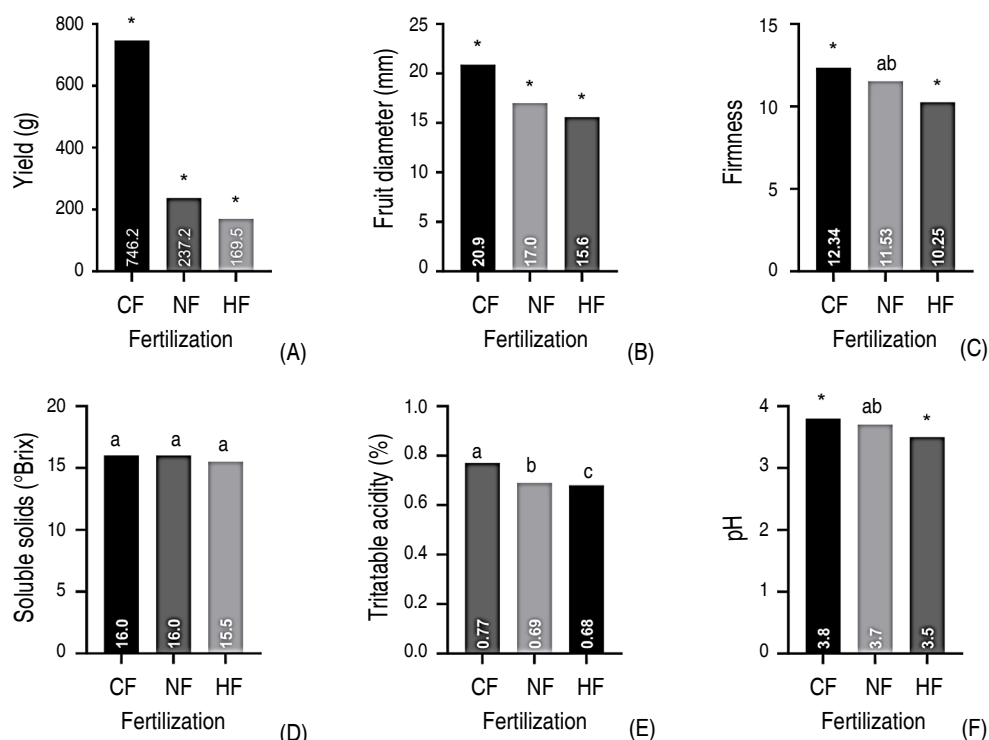 Yield (g)
800
600
400
200
0
*
*
*
746.2
237.2
169.5
CF NF HF
Fertilization
(A)
Fruit diameter (mm)
25
20
15
10
5
0
*
*
*
20.9
17.0
15.6
CF NF HF
Fertilization
(B)
Firmness
15
10
5
0
*
ab
*
12.34
11.53
10.25
CF NF HF
Fertilization
(C)
Soluble solids (°Brix)
20
15
10
5
0
a
a
a
16.0
16.0
15.5
CF NF HF
Fertilization
(D)
Tritatable acidity (%)
1.0
0.8
0.6
0.4
0.2
0.0
a
b
c
0.77
0.69
0.68
CF NF HF
Fertilization
(E)
pH
4
3
2
1
0
*
ab
*
3.8
3.7
3.5
CF NF HF
Fertilization
(F)